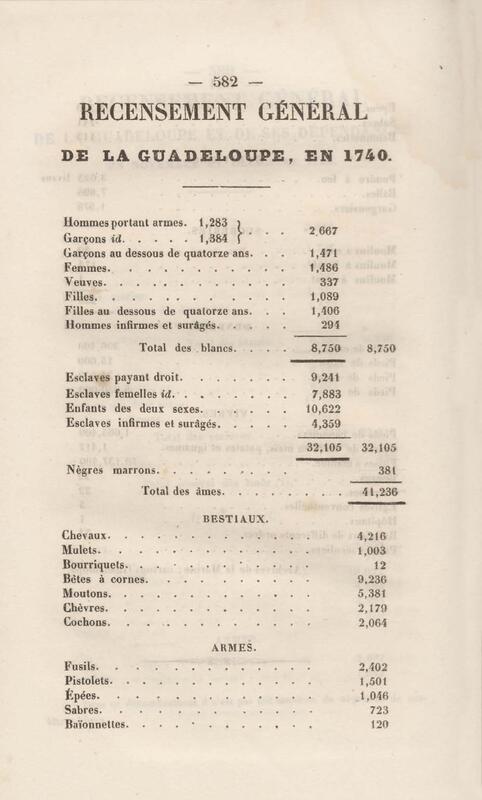 — 582 —
RECENSEMENT GÉNÉRAL
DE LA GUADELOUPE, EN 1740.
Hommes portant armes. 1,283
Garçons id. . . . . 1,384 } . . . 2,667
Garçons au dessous de quatorze ans. . . 1,471
Femmes. . . . . . . . . . . 1,486
Veuves. . . . . . . . . . . 337
Filles. . . . . . . . . . . 1,089
Filles au dessous de quatorze ans. . . 1,406
Hommes infirmes et surâgés. . . . . 294
Total des blancs. . . . 8,750 8,750
Esclaves payant droit. . . . . . . 9,241
Esclaves femelles id. . . . . . . . 7,883
Enfants des deux sexes. . . . . . 10,622
Esclaves infirmes et surâgés. . . . . 4,359
32,105 32,105
Nègres marrons. . . . . . . . . 381
Total des âmes. . . . . . . . . 41,236
BESTIAUX.
Chevaux. . . . . . . . . . . . 4,216
Mulets. . . . . . . . . . . . 1,003
Bourriquets. . . . . . . . . . . 12
Bêtes à cornes. . . . . . . . . . 9,236
Moutons. . . . . . . . . . . . 5,381
Chèvres. . . . . . . . . . . . 2,179
Cochons. . . . . . . . . . . . 2,064
ARMES.
Fusils. . . . . . . . . . . . 2,402
Pistolets. . . . . . . . . . . 1,501
Épées. . . . . . . . . . . . 1,046
Sabres. . . . . . . . . . . . 723
Baïonnettes. . . . . . . . . . . 120